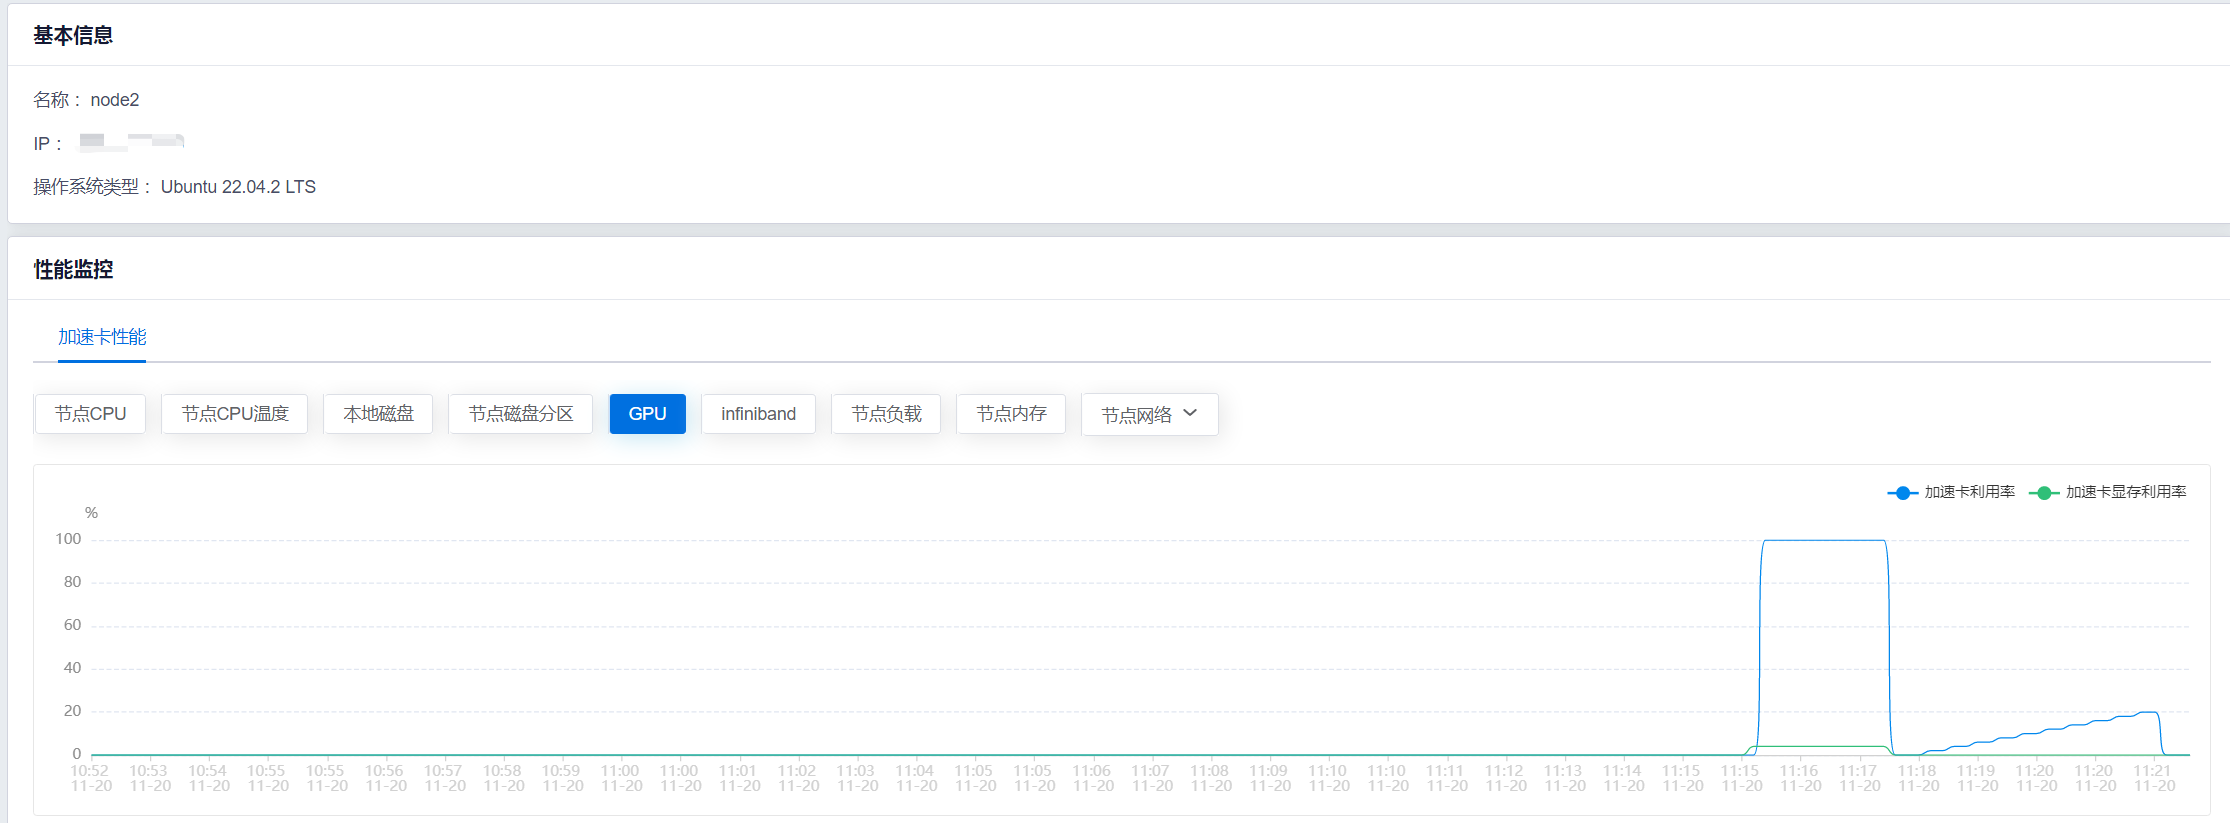 基本信息
名称： node2
IP：
操作系统类型： Ubuntu 22.04.2 LTS
性能监控
加速卡性能
节点CPU 节点CPU温度 本地磁盘 节点磁盘分区 GPU infiniband 节点负载 节点内存 节点网络
加速卡利用率 加速卡显存利用率
%
100
80
60
40
20
0
10:52 10:53 10:54 10:55 10:55 10:56 10:57 10:58 10:59 11:00 11:00 11:01 11:02 11:03 11:04 11:05 11:05 11:06 11:07 11:08 11:09 11:10 11:10 11:11 11:12 11:13 11:14 11:15 11:15 11:16 11:17 11:18 11:19 11:20 11:20 11:21
11-20 11-20 11-20 11-20 11-20 11-20 11-20 11-20 11-20 11-20 11-20 11-20 11-20 11-20 11-20 11-20 11-20 11-20 11-20 11-20 11-20 11-20 11-20 11-20 11-20 11-20 11-20 11-20 11-20 11-20 11-20 11-20 11-20 11-20 11-20 11-20